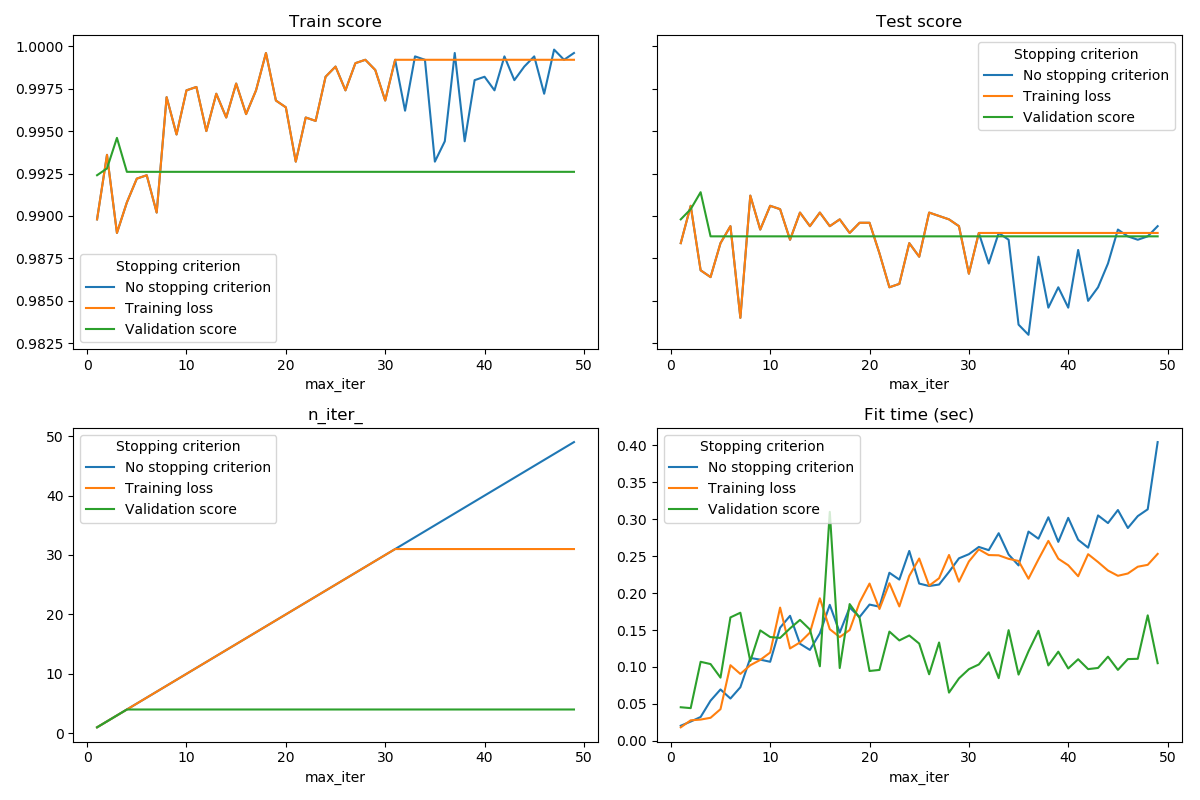 Train score
1.0000
0.9975
0.9950
0.9925
0.9900
0.9875
0.9850
0.9825
Stopping criterion
No stopping criterion
Training loss
Validation score
0 10 20 30 40 50
max_iter
Test score
Stopping criterion
No stopping criterion
Training loss
Validation score
0 10 20 30 40 50
max_iter
n_iter_
50
40
30
20
10
0
Stopping criterion
No stopping criterion
Training loss
Validation score
0 10 20 30 40 50
max_iter
Fit time (sec)
0.40
0.35
0.30
0.25
0.20
0.15
0.10
0.05
0.00
Stopping criterion
No stopping criterion
Training loss
Validation score
0 10 20 30 40 50
max_iter